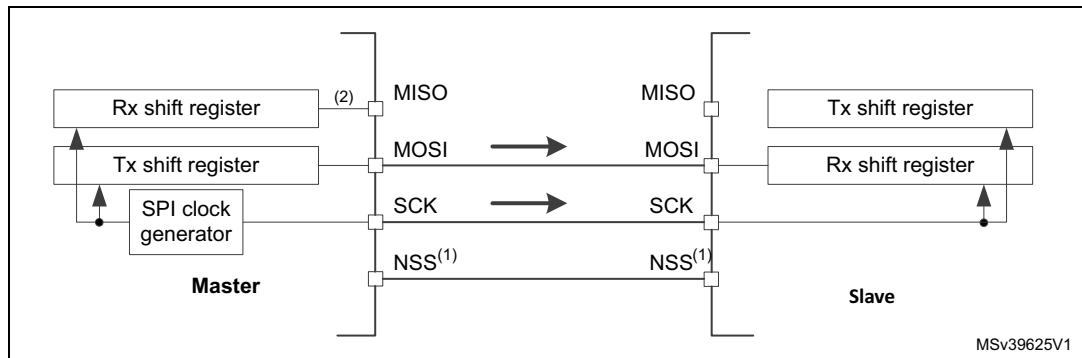 MISO
MISO
Rx shift register
(2)
Tx shift register
MOSI
MOSI
Tx shift register
Rx shift register
SPI clock
generator
SCK
SCK
NSS(1)
NSS(1)
Master
Slave
MSv39625V1